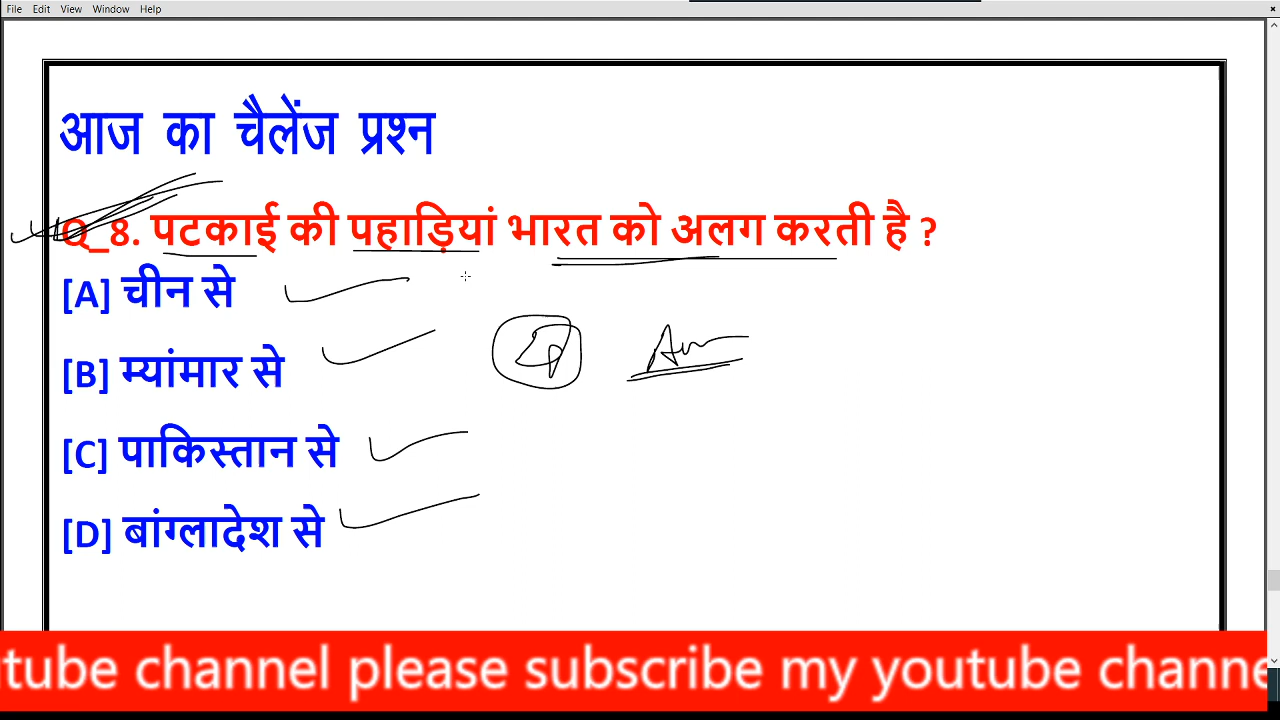 File Edit View Window Help
आज का चैलेंज प्रश्न
Q_8. पटकाई की पहाड़ियां भारत को अलग करती है ?
[A] चीन से
[B] म्यांमार से
Ans
[C] पाकिस्तान से
[D] बांग्लादेश से
tube channel please subscribe my youtube channe